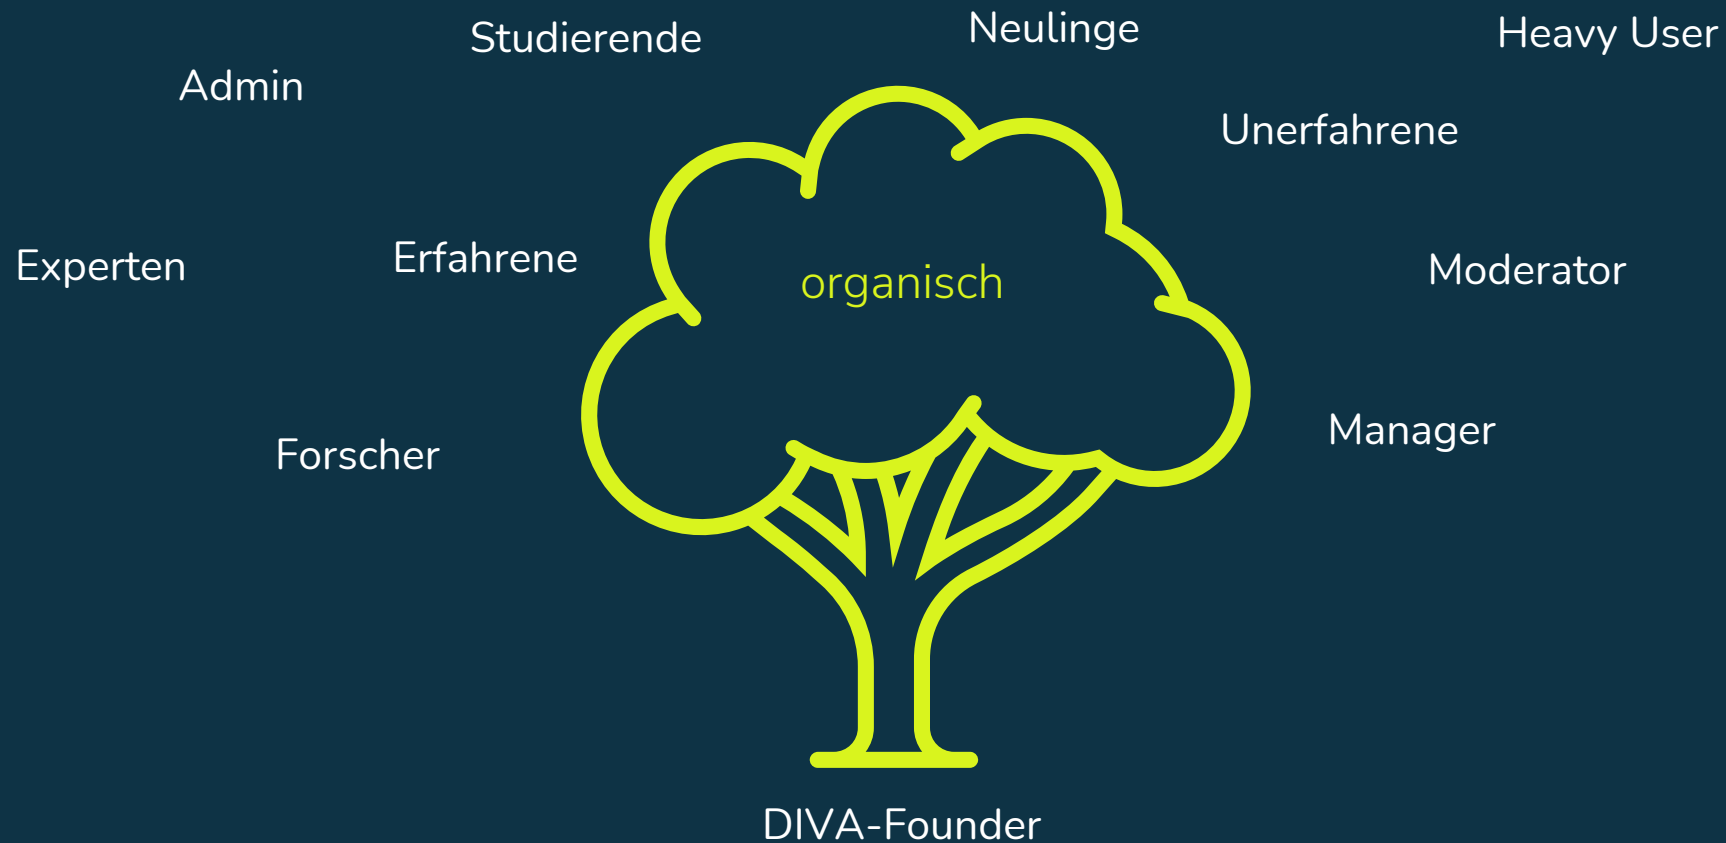 Studierende
Neulinge
Heavy User
Admin
Unerfahrene
Experten
Erfahrene
organisch
Moderator
Forscher
Manager
DIVA-Founder